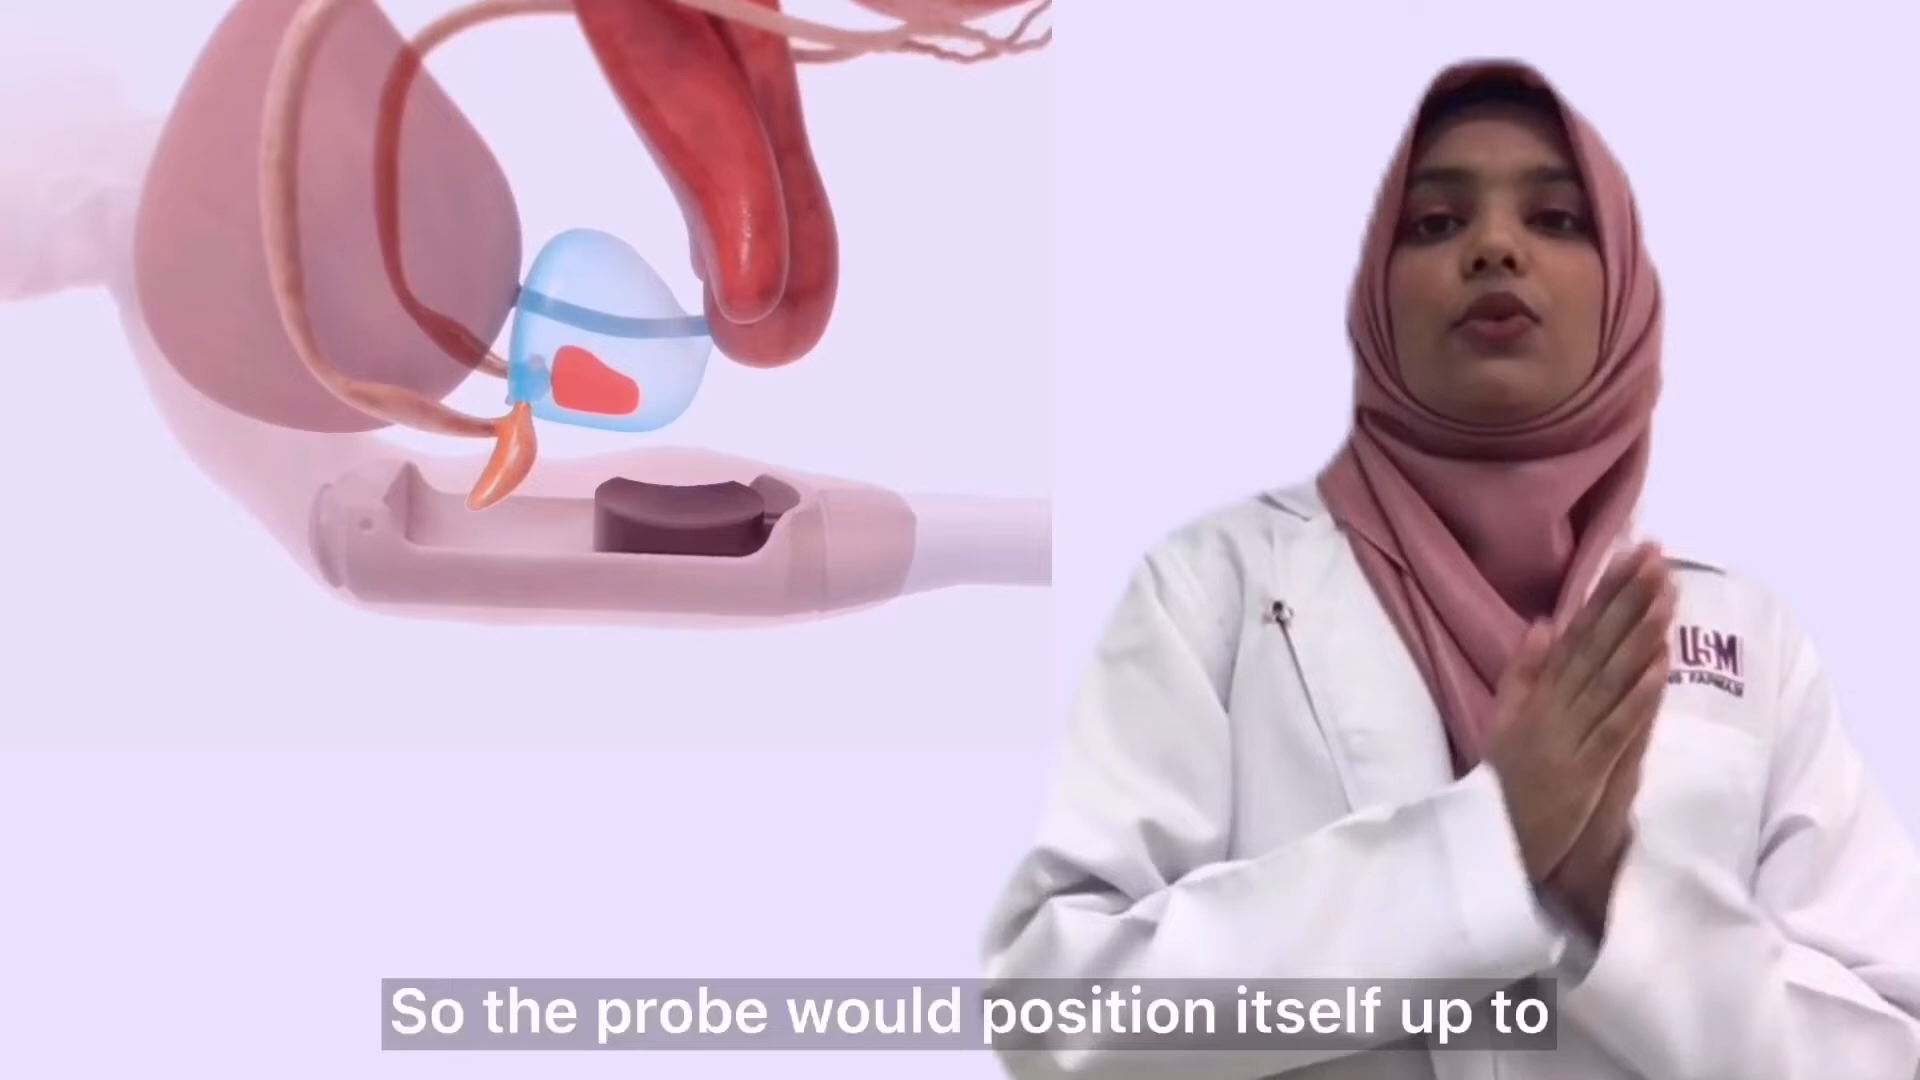 USM
So the probe would position itself up to